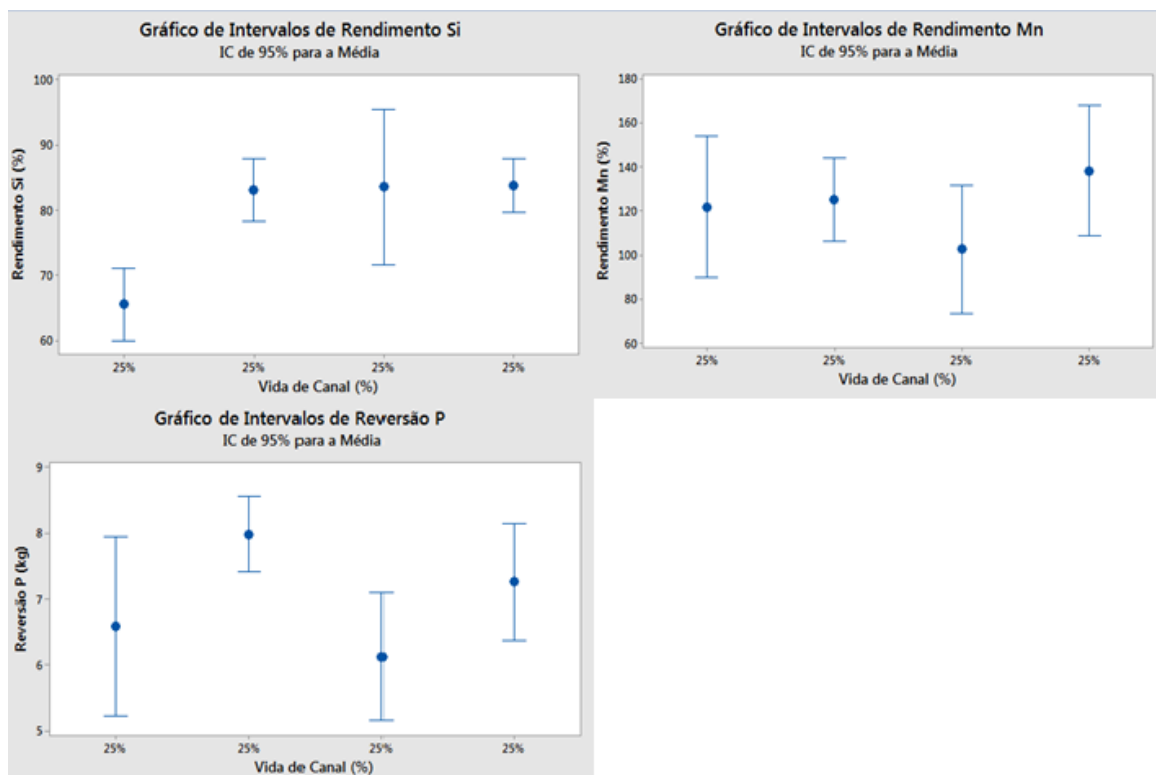 Gráfico de Intervalos de Rendimento Si
IC de 95% para a Média
Rendimento Si (%)
100
90
80
70
60
25% 25% 25% 25%
Vida de Canal (%)
Gráfico de Intervalos de Rendimento Mn
IC de 95% para a Média
Rendimento Mn (%)
180
160
140
120
100
80
60
25% 25% 25% 25%
Vida de Canal (%)
Gráfico de Intervalos de Reversão P
IC de 95% para a Média
Reversão P (kg)
9
8
7
6
5
25% 25% 25% 25%
Vida de Canal (%)